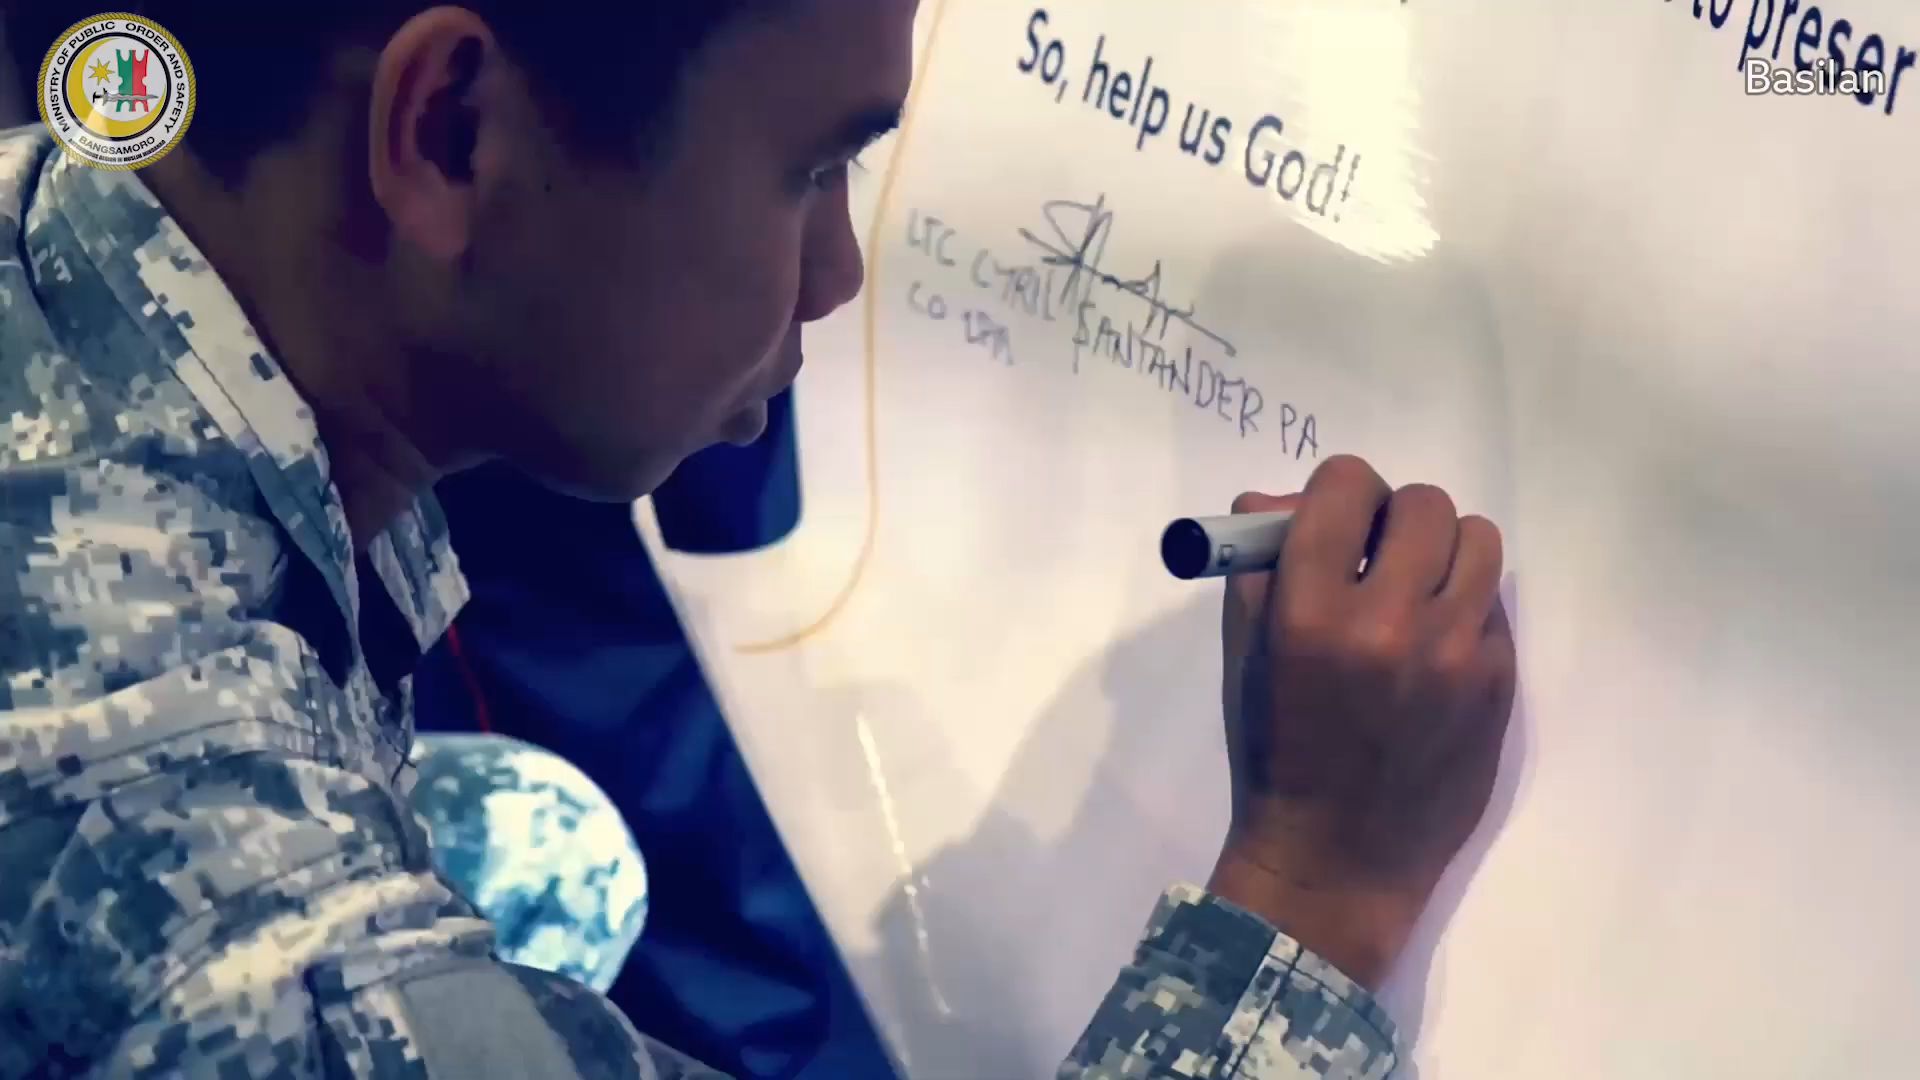 MINISTRY OF PUBLIC ORDER AND SAFETY
BANGSAMORO
to preser
Basilan
So, help us God!
LTC CYRIL SANTANDER PA
CO